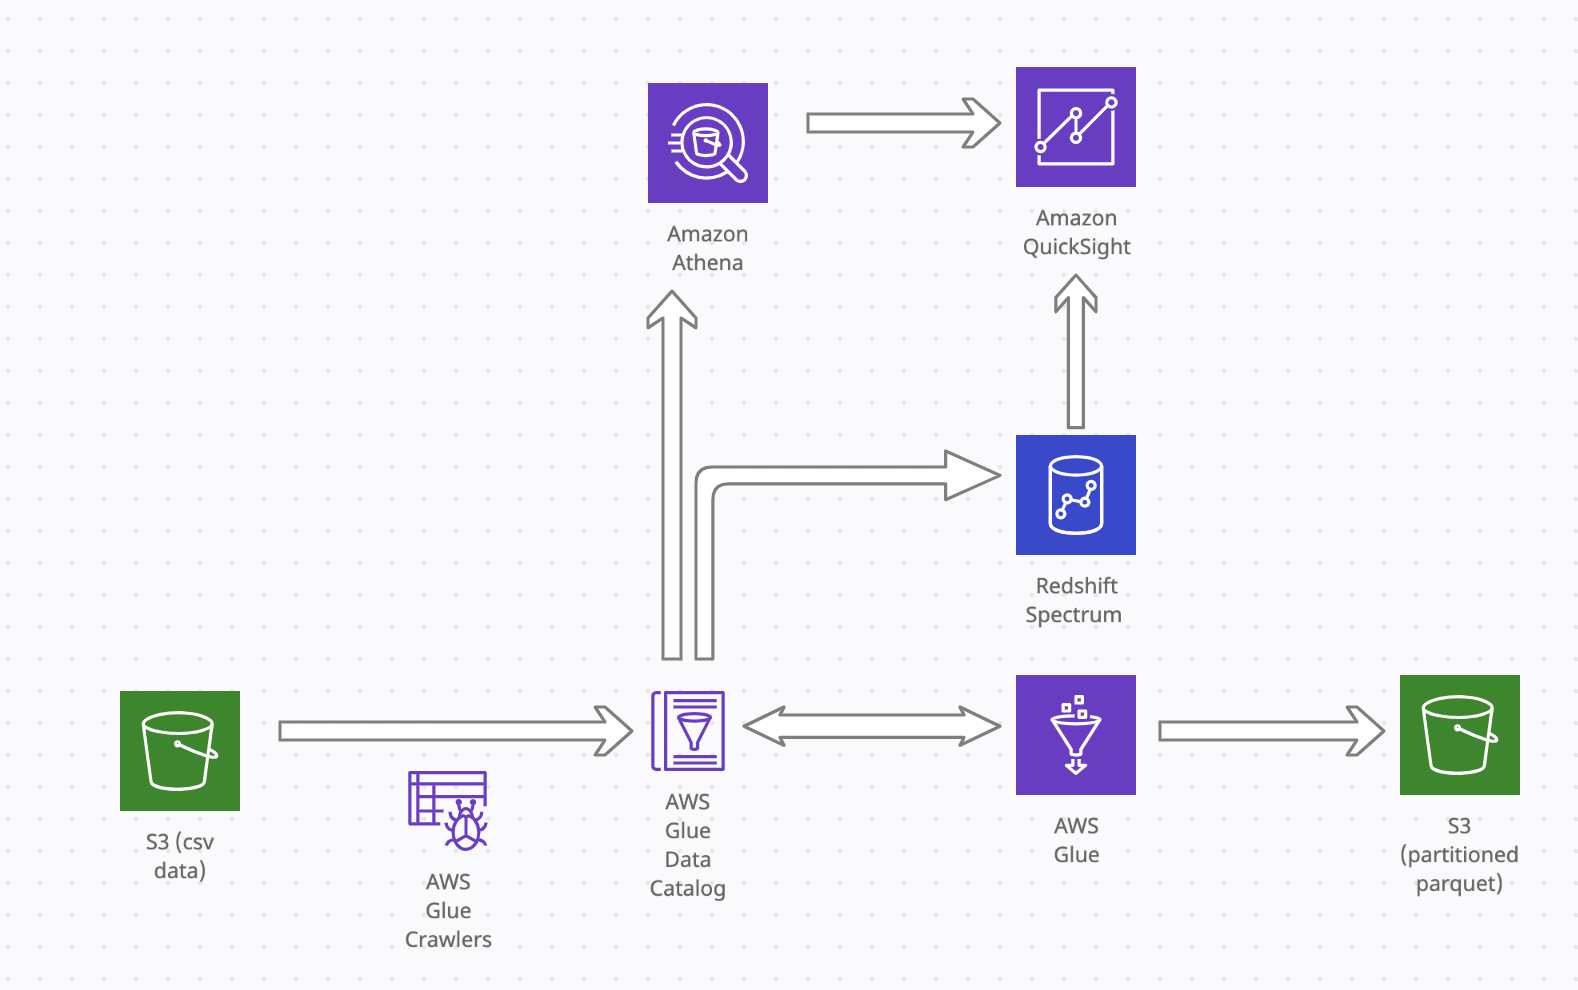 Amazon
Athena
Amazon
QuickSight
Redshift
Spectrum
S3 (csv
data)
AWS
Glue
Crawlers
AWS
Glue
Data
Catalog
AWS
Glue
S3
(partitioned
parquet)